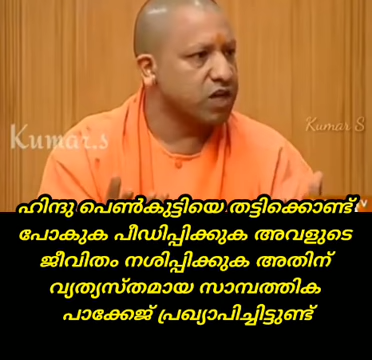 Kumar S
Kumar.s
ഹിന്ദു പെൺകുട്ടിയെ തട്ടിക്കൊണ്ട്
പോകുക പീഡിപ്പിക്കുക അവളുടെ
ജീവിതം നശിപ്പിക്കുക അതിന്
വ്യത്യസ്തമായ സാമ്പത്തിക
പാക്കേജ് പ്രഖ്യാപിച്ചിട്ടുണ്ട്